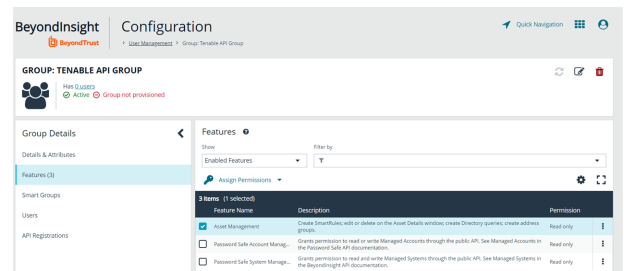 BeyondInsight
BeyondTrust
Configuration
> User Management > Group: Tenable API Group
Quick Navigation
GROUP: TENABLE API GROUP
Has 0 users
Active Group not provisioned
Group Details
Details & Attributes
Features (3)
Smart Groups
Users
API Registrations
Features
Show
Filter by
Enabled Features
Assign Permissions
3 items (1 selected)
Feature Name Description Permission
Asset Management Create SmartRules; edit or delete on the Asset Details window; create Directory queries; create address groups. Read only
Password Safe Account Manag... Grants permission to read or write Managed Accounts through the public API. See Managed Accounts in the Password Safe API documentation. Read only
Password Safe System Manage... Grants permission to read and write Managed Systems through the public API. See Managed Systems in the BeyondInsight API documentation. Read only